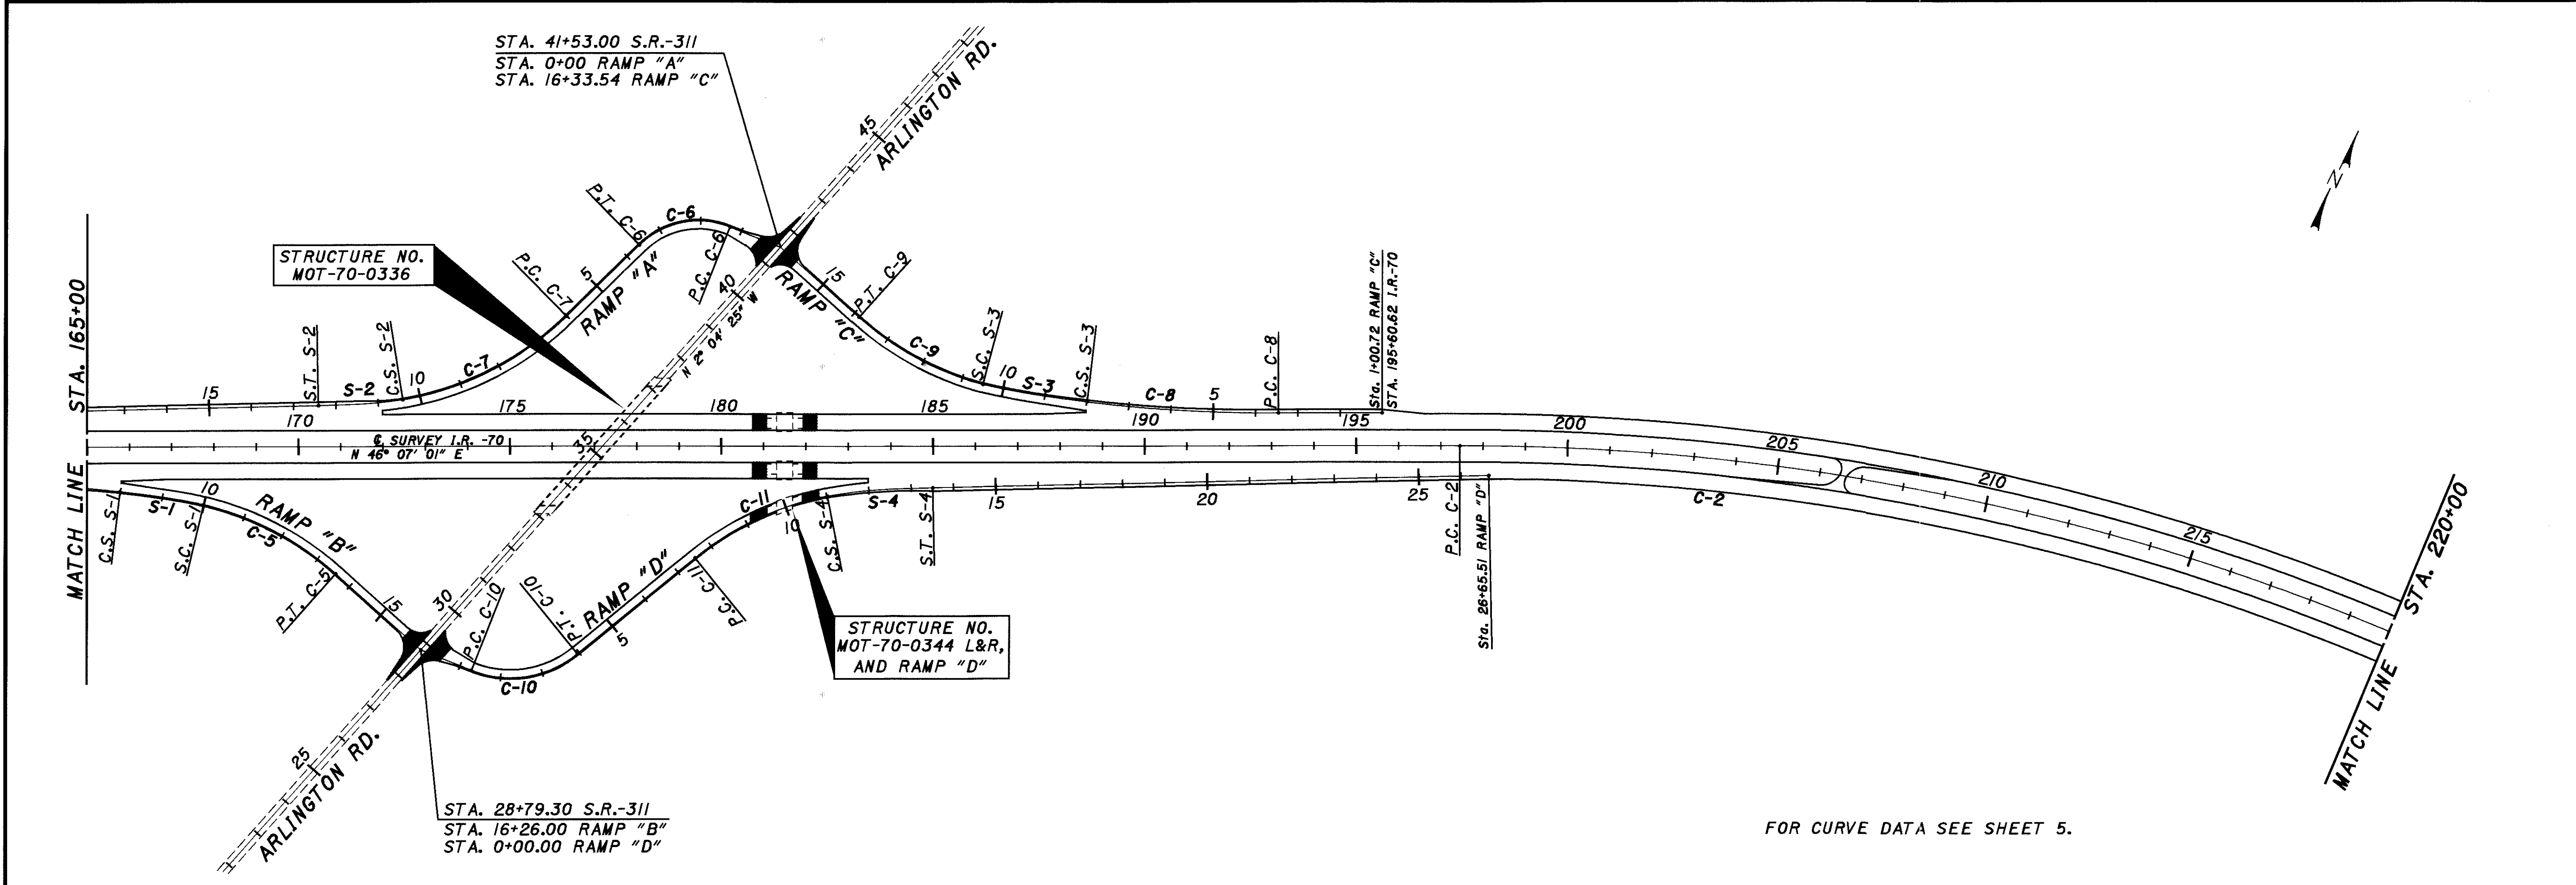 STA. 41+53.00 S.R.-311
STA. 0+00 RAMP "A"
STA. 16+33.54 RAMP "C"
45
ARLINGTON RD.
N
STRUCTURE NO.
MOT-70-0336
P.T. C-6
C-6
P.C. C-6
P.C. C-7
5
RAMP "A"
40
N 2° 04' 25" W
RAMP "C"
15
P.T. C-9
C-9
S.C. S-3
10
S-3
C.S. S-3
C-8
5
P.C. C-8
Sta. 1+00.72 RAMP "C"
STA. 195+60.62 I.R.-70
STA. 165+00
MATCH LINE
15
S.T. S-2
S-2
C.S. S-2
10
C-7
170
175
180
185
190
195
200
205
210
215
℄ SURVEY I.R. -70
N 46° 07' 01" E
35
C.S. S-1
S-1
S.C. S-1
10
RAMP "B"
C-5
P.T. C-5
15
30
P.C. C-10
C-10
P.T. C-10
RAMP "D"
5
P.C. C-11
C-11
10
C.S. S-4
S-4
S.T. S-4
15
20
25
P.C. C-2
Sta. 26+65.51 RAMP "D"
C-2
STRUCTURE NO.
MOT-70-0344 L&R,
AND RAMP "D"
STA. 220+00
MATCH LINE
25
ARLINGTON RD.
STA. 28+79.30 S.R.-311
STA. 16+26.00 RAMP "B"
STA. 0+00.00 RAMP "D"
FOR CURVE DATA SEE SHEET 5.